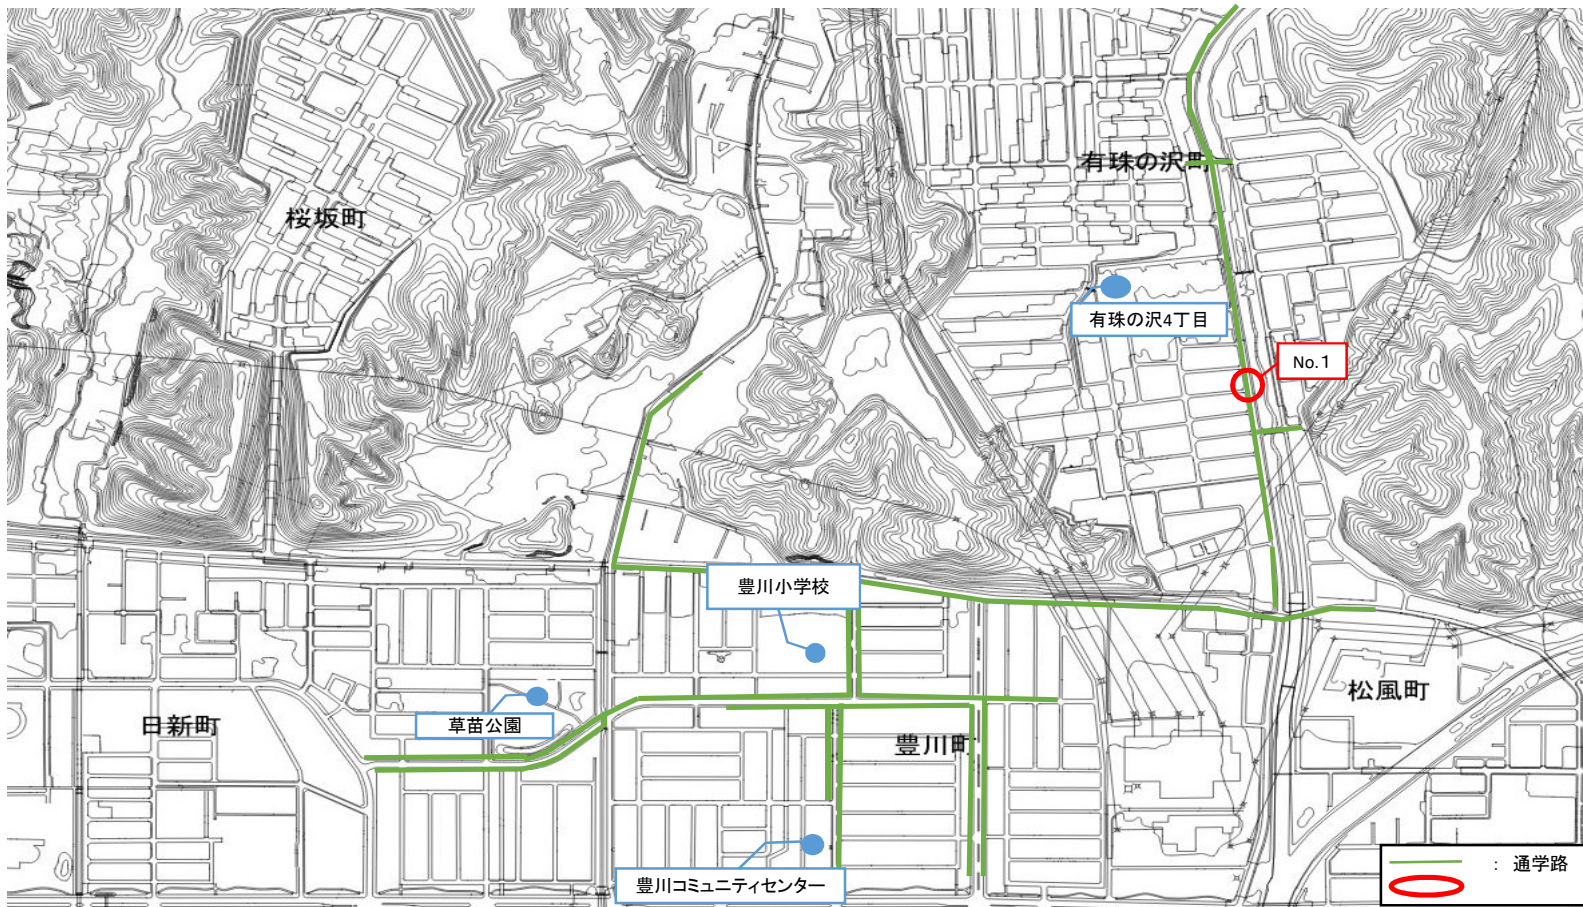 有珠の沢町
桜坂町
有珠の沢4丁目
No.1
豊川小学校
松風町
草苗公園
日新町
豊川町
豊川コミュニティセンター
： 通学路